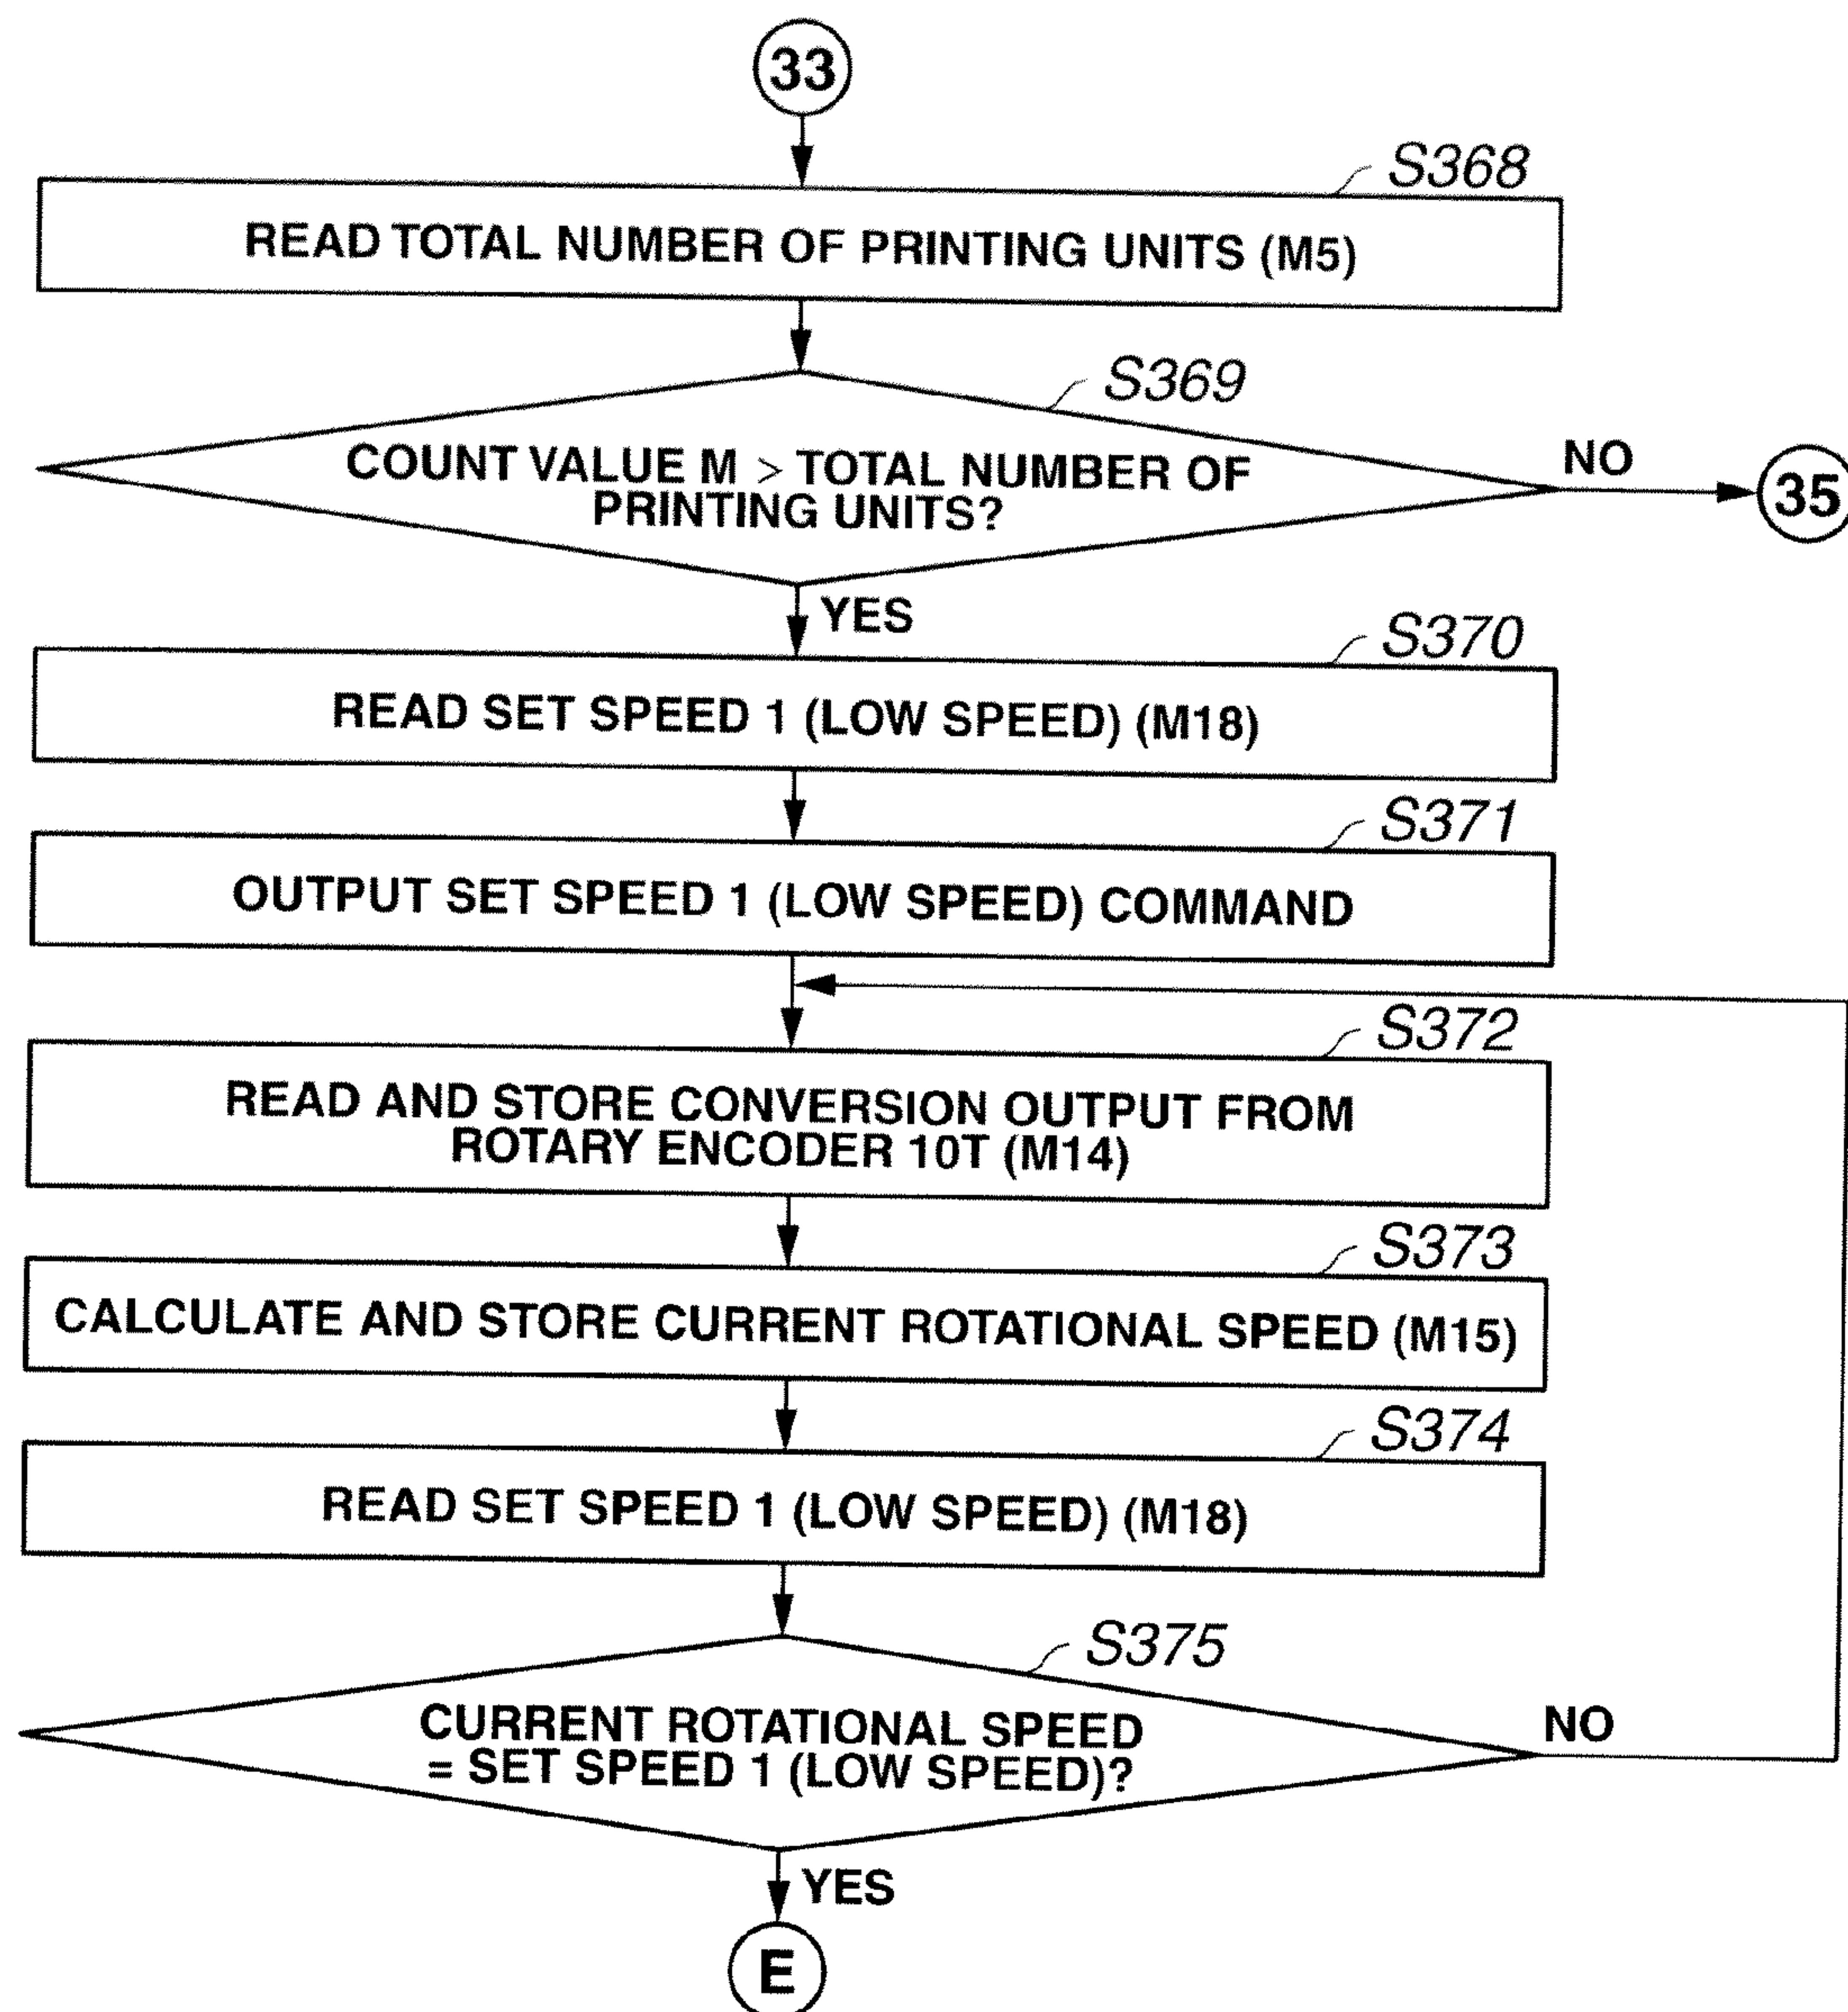 33
S368
READ TOTAL NUMBER OF PRINTING UNITS (M5)
S369
COUNT VALUE M > TOTAL NUMBER OF
PRINTING UNITS?
NO
35
YES
S370
READ SET SPEED 1 (LOW SPEED) (M18)
S371
OUTPUT SET SPEED 1 (LOW SPEED) COMMAND
S372
READ AND STORE CONVERSION OUTPUT FROM
ROTARY ENCODER 10T (M14)
S373
CALCULATE AND STORE CURRENT ROTATIONAL SPEED (M15)
S374
READ SET SPEED 1 (LOW SPEED) (M18)
S375
CURRENT ROTATIONAL SPEED
= SET SPEED 1 (LOW SPEED)?
NO
YES
E